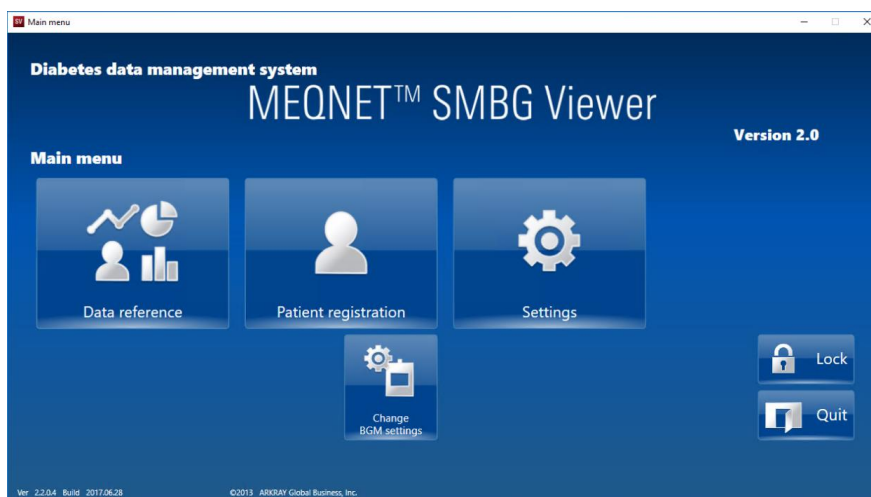 SV Main menu
Diabetes data management system
MEQNET™ SMBG Viewer
Version 2.0
Main menu
Data reference
Patient registration
Settings
Change
BGM settings
Lock
Quit
Ver 2.2.0.4 Build 2017.06.28 ©2013 ARKRAY Global Business, Inc.